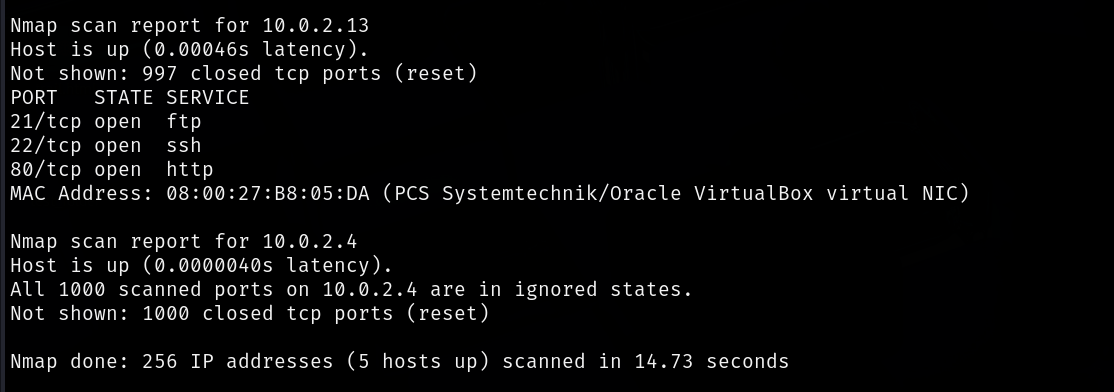 Nmap scan report for 10.0.2.13
Host is up (0.00046s latency).
Not shown: 997 closed tcp ports (reset)
PORT   STATE SERVICE
21/tcp open  ftp
22/tcp open  ssh
80/tcp open  http
MAC Address: 08:00:27:B8:05:DA (PCS Systemtechnik/Oracle VirtualBox virtual NIC)

Nmap scan report for 10.0.2.4
Host is up (0.0000040s latency).
All 1000 scanned ports on 10.0.2.4 are in ignored states.
Not shown: 1000 closed tcp ports (reset)

Nmap done: 256 IP addresses (5 hosts up) scanned in 14.73 seconds